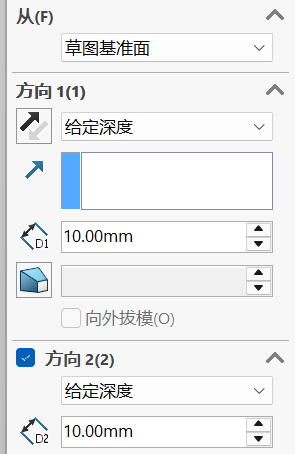 从(F)
草图基准面
方向 1(1)
给定深度
D1
10.00mm
向外拔模(O)
方向 2(2)
给定深度
D2
10.00mm